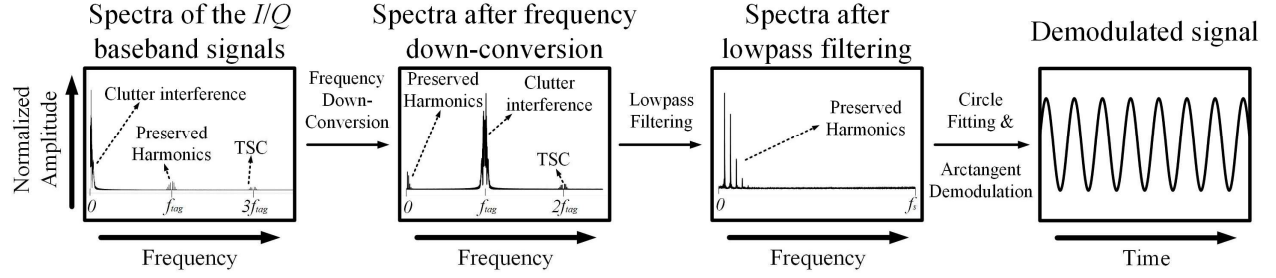 Spectra of the I/Q
baseband signals
Spectra after frequency
down-conversion
Spectra after
lowpass filtering
Demodulated signal
Normalized
Amplitude
Clutter interference
Preserved
Harmonics
TSC
0
ftag
3ftag
Frequency
Frequency
Down-
Conversion
Preserved
Harmonics
Clutter
interference
TSC
0
ftag
2ftag
Frequency
Lowpass
Filtering
Preserved
Harmonics
0
fs
Frequency
Circle
Fitting &
Arctangent
Demodulation
Time